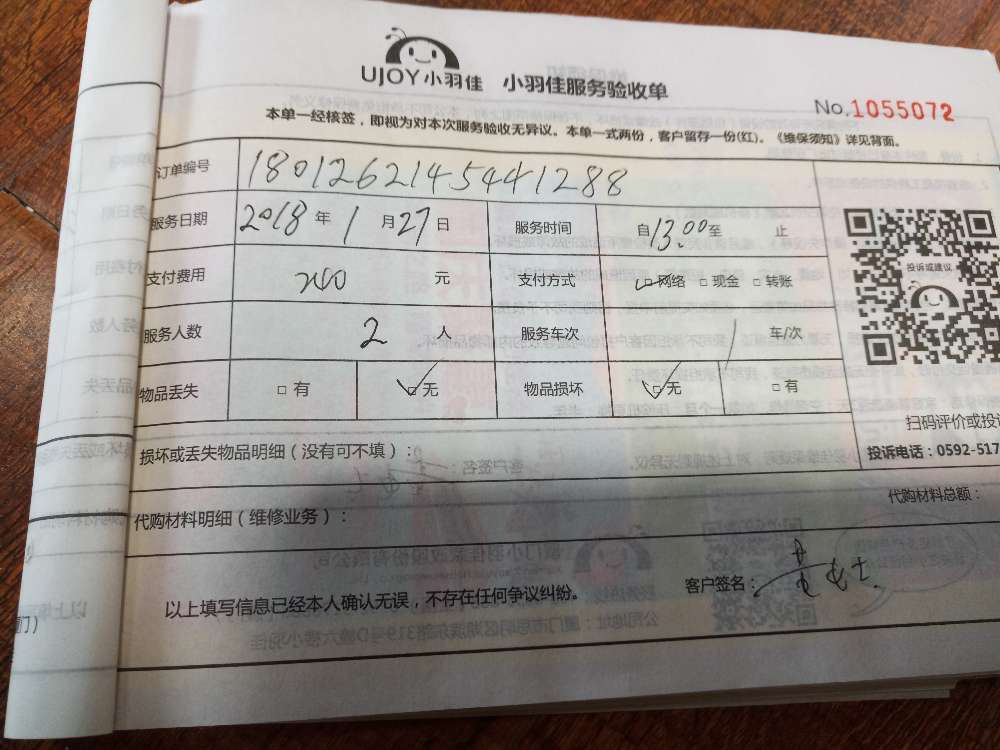 UJOY小羽佳 小羽佳服务验收单
No.1055072
本单一经核签，即视为对本次服务验收无异议。本单一式两份，客户留存一份(红)。《维保须知》详见背面。
订单编号 18012621454441288
服务日期 2018 年 1 月 27 日 服务时间 自 13:00 至 止
支付费用 元 支付方式 □网络 □现金 □转账
投诉或建议
服务人数 2 人 服务车次 车/次
物品丢失 □ 有 □ 无 物品损坏 □ 无 □ 有
扫码评价或投
损坏或丢失物品明细（没有可不填）：
投诉电话：0592-517
代购材料总额：
代购材料明细（维修业务）：
客户签名：
以上填写信息已经本人确认无误，不存在任何争议纠纷。